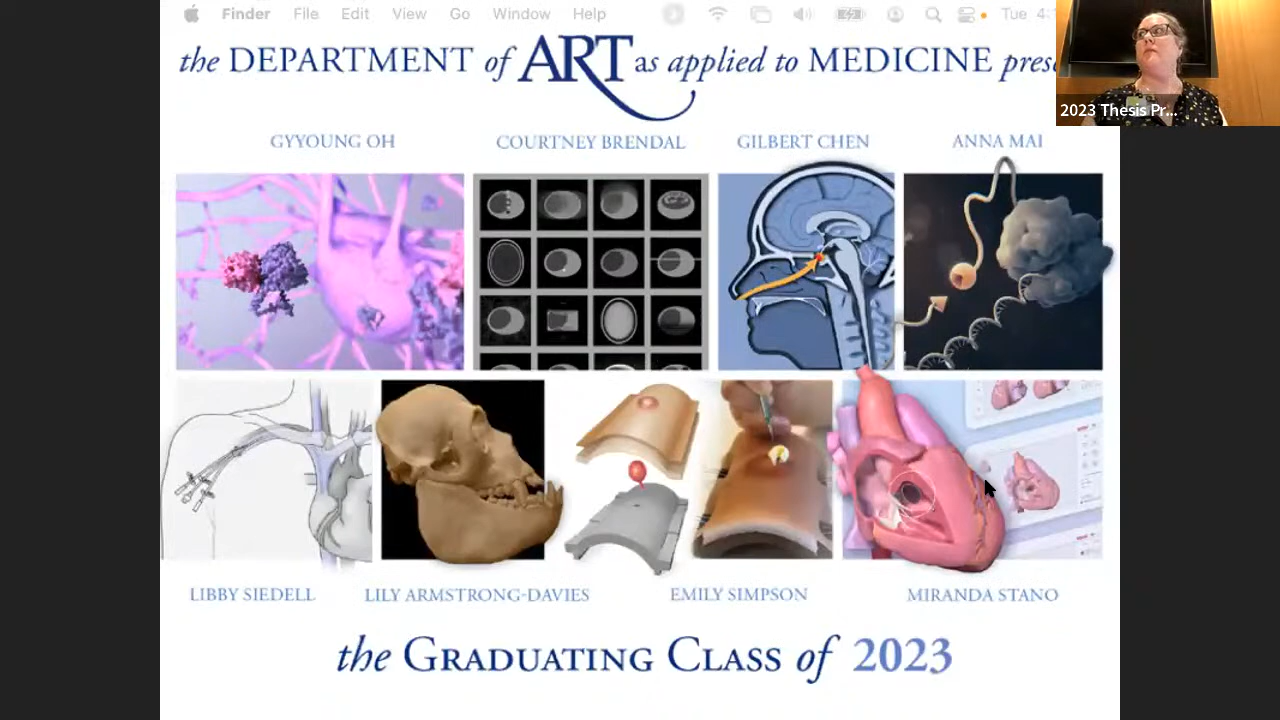 Finder File Edit View Go Window Help Tue 4:
the DEPARTMENT of ART as applied to MEDICINE prese
2023 Thesis Pr...
GYYOUNG OH COURTNEY BRENDAL GILBERT CHEN ANNA MAI
LIBBY SIEDELL LILY ARMSTRONG-DAVIES EMILY SIMPSON MIRANDA STANO
the GRADUATING CLASS of 2023